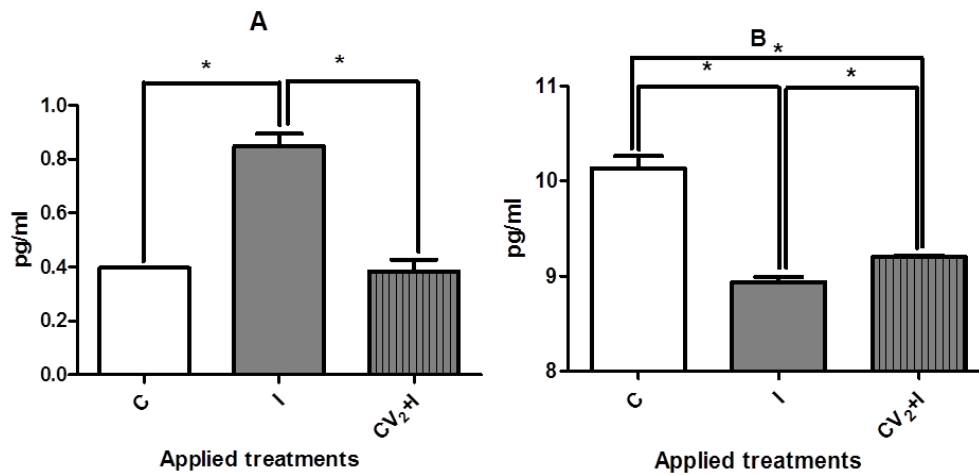 A
*
*
1.0
0.8
0.6
0.4
0.2
0.0
pg/ml
C
I
CV₂+I
Applied treatments
B
*
*
*
11
10
9
8
pg/ml
C
I
CV₂+I
Applied treatments